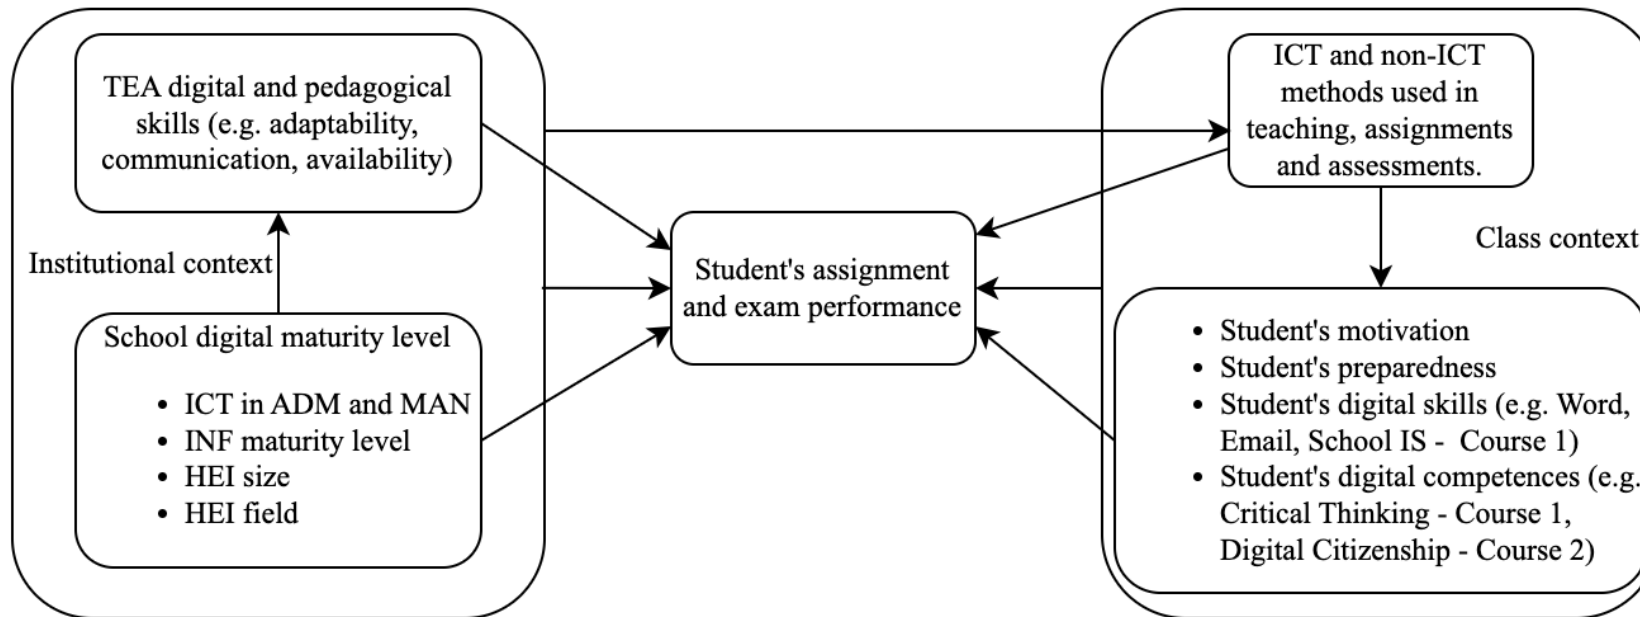 TEA digital and pedagogical
skills (e.g. adaptability,
communication, availability)
Institutional context
School digital maturity level
• ICT in ADM and MAN
• INF maturity level
• HEI size
• HEI field
Student's assignment
and exam performance
ICT and non-ICT
methods used in
teaching, assignments
and assessments.
Class context
• Student's motivation
• Student's preparedness
• Student's digital skills (e.g. Word,
Email, School IS - Course 1)
• Student's digital competences (e.g.
Critical Thinking - Course 1,
Digital Citizenship - Course 2)